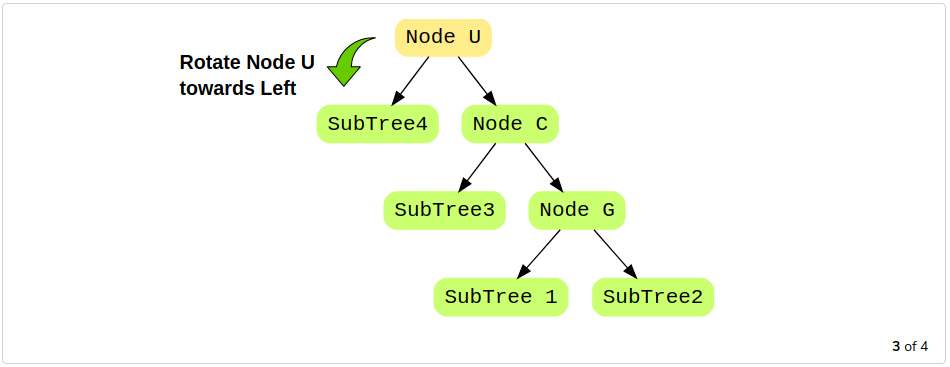 Node U
Rotate Node U
towards Left
SubTree4
Node C
SubTree3
Node G
SubTree 1
SubTree2
3 of 4